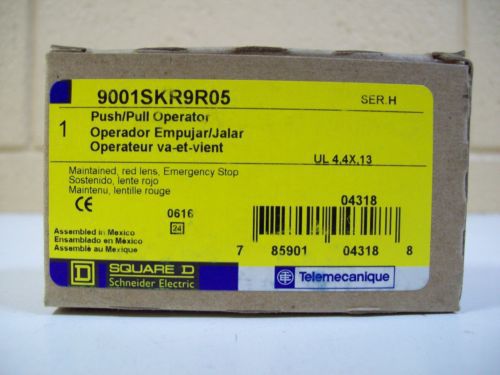 9001SKR9R05
SER.H
1
Push/Pull Operator
Operador Empujar/Jalar
Operateur va-et-vient
UL 4,4X,13
Maintained, red lens, Emergency Stop
Sostenido, lente rojo
Maintenu, lentille rouge
04318
CE
0616
24
Assembled in Mexico
Ensamblado en México
Assemblé au Mexique
7 85901 04318 8
D SQUARE D
Schneider Electric
Telemecanique